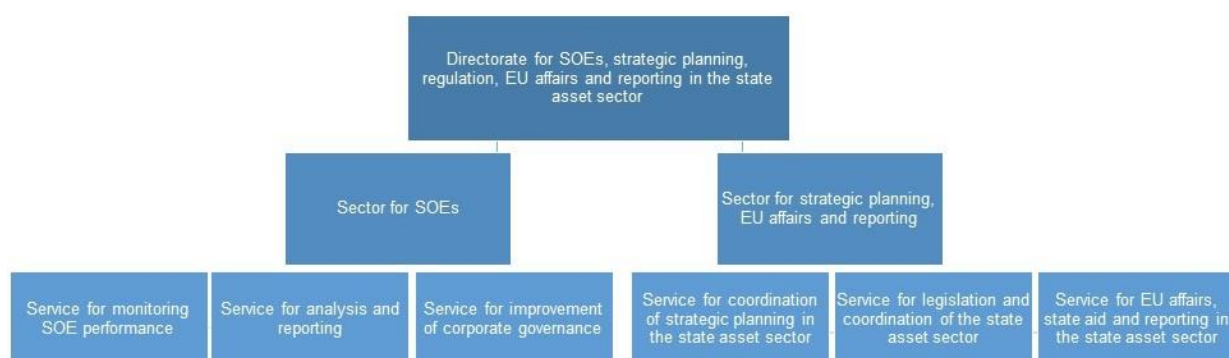 Directorate for SOEs, strategic planning,
regulation, EU affairs and reporting in the state
asset sector
Sector for SOEs
Sector for strategic planning,
EU affairs and reporting
Service for monitoring
SOE performance
Service for analysis and
reporting
Service for improvement
of corporate governance
Service for coordination
of strategic planning in
the state asset sector
Service for legislation and
coordination of the state
asset sector
Service for EU affairs,
state aid and reporting in
the state asset sector